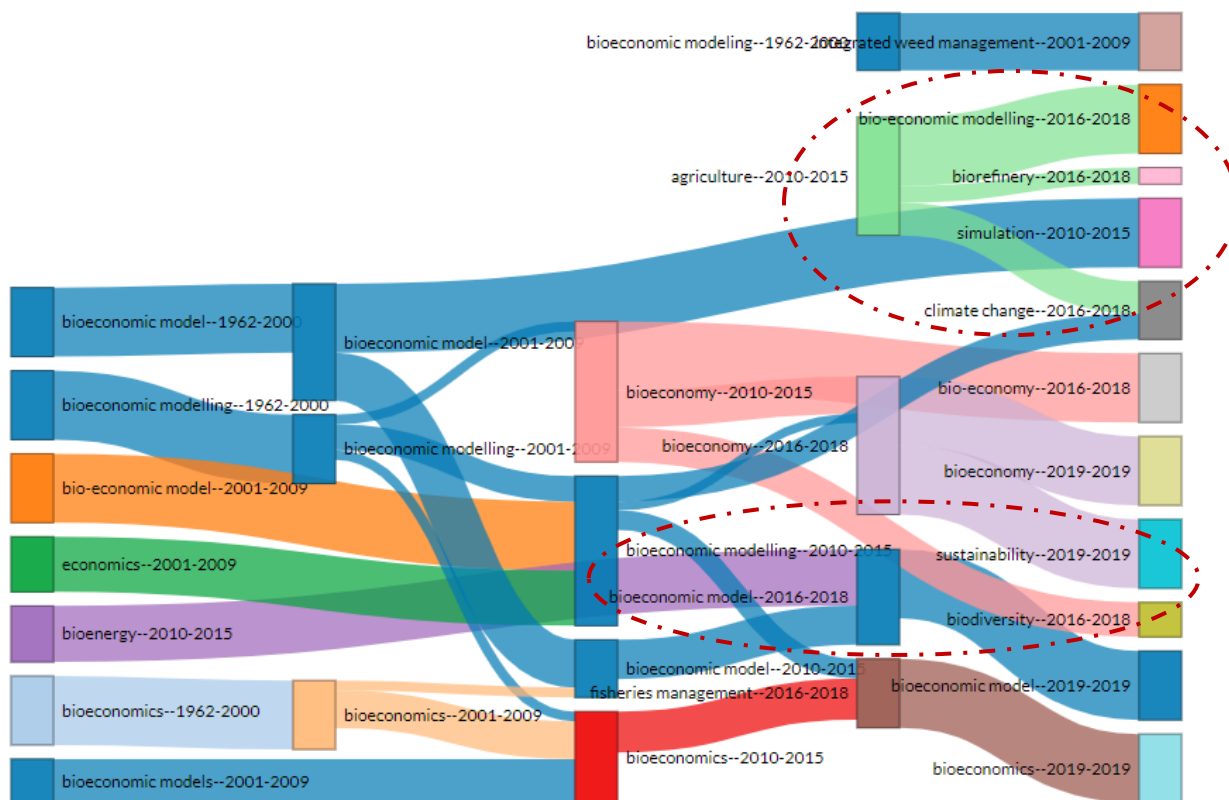 bioeconomic modeling--1962-2000
integrated weed management--2001-2009
bio-economic modelling--2016-2018
agriculture--2010-2015
biorefinery--2016-2018
simulation--2010-2015
climate change--2016-2018
bioeconomic model--1962-2000
bioeconomic model--2001-2009
bioeconomy--2010-2015
bio-economy--2016-2018
bioeconomic modelling--1962-2000
bioeconomic modelling--2001-2009
bioeconomy--2016-2018
bioeconomy--2019-2019
bio-economic model--2001-2009
bioeconomic modelling--2010-2015
sustainability--2019-2019
economics--2001-2009
bioeconomic model--2016-2018
biodiversity--2016-2018
bioenergy--2010-2015
bioeconomic model--2010-2015
fisheries management--2016-2018
bioeconomic model--2019-2019
bioeconomics--1962-2000
bioeconomics--2001-2009
bioeconomics--2010-2015
bioeconomics--2019-2019
bioeconomic models--2001-2009